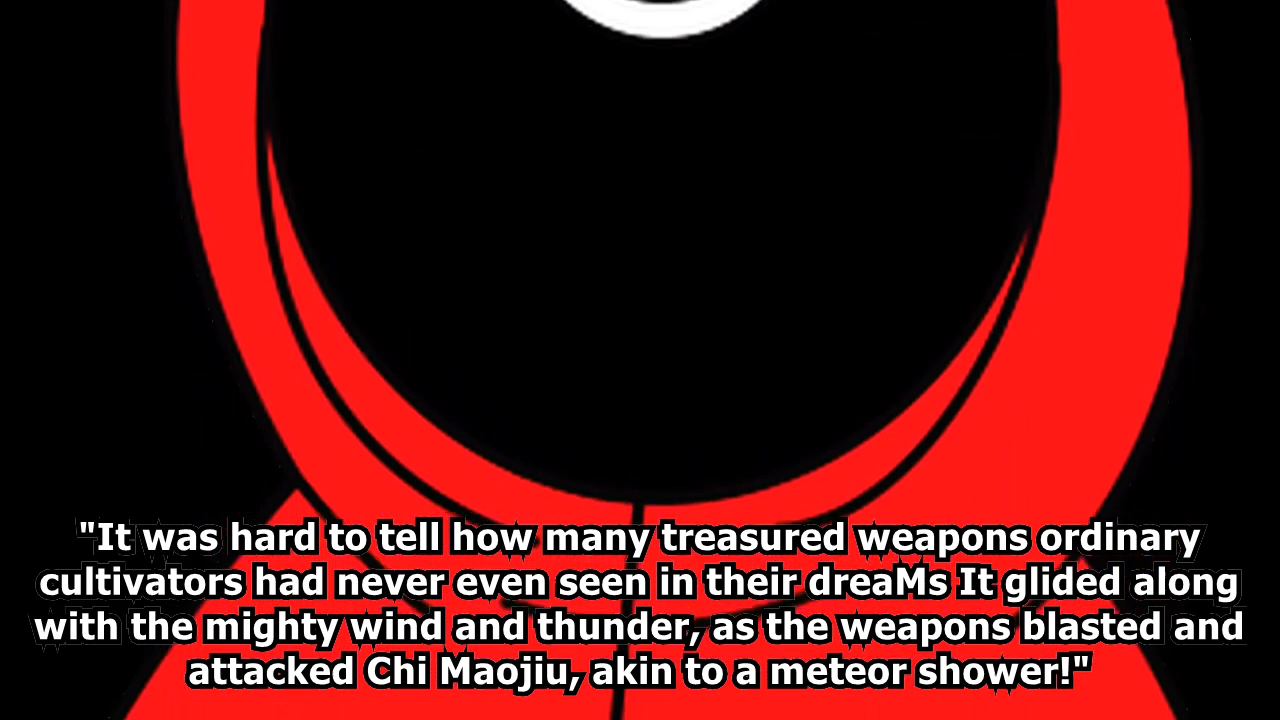 "It was hard to tell how many treasured weapons ordinary
cultivators had never even seen in their dreaMs It glided along
with the mighty wind and thunder, as the weapons blasted and
attacked Chi Maojiu, akin to a meteor shower!"